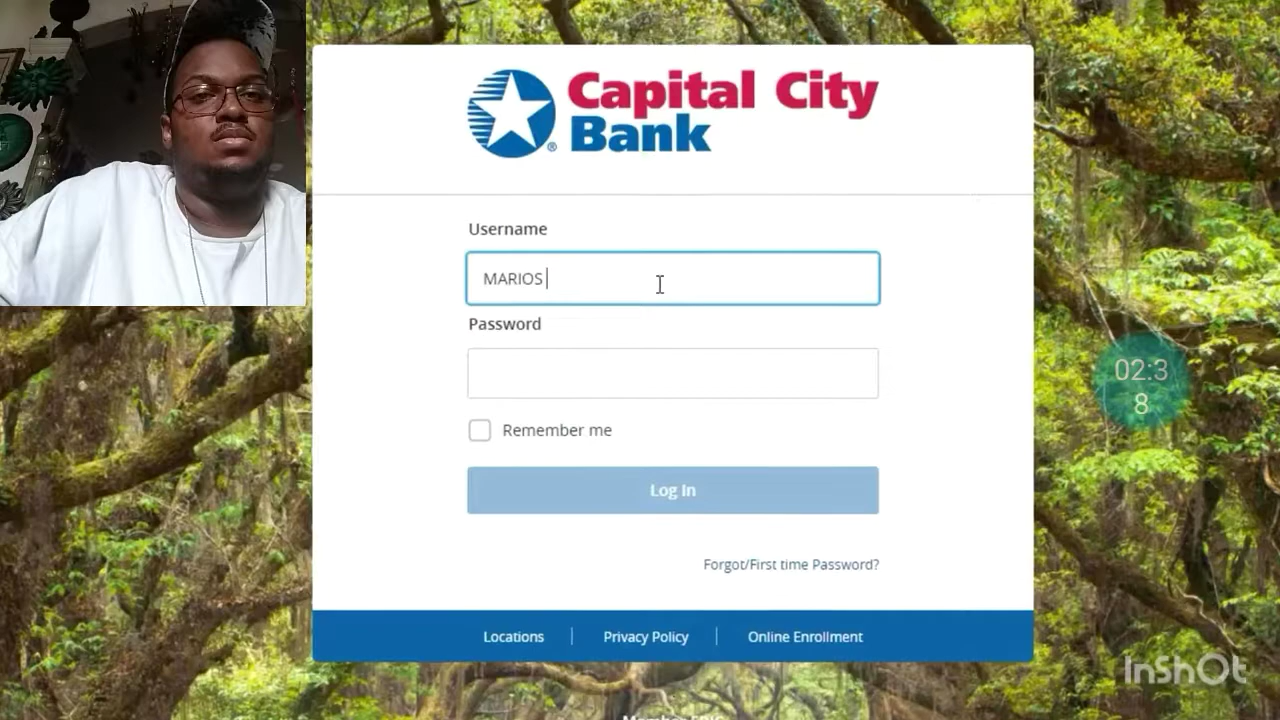 Capital City
Bank
®
Username
MARIOS
Password
Remember me
Log In
Forgot/First time Password?
Locations
Privacy Policy
Online Enrollment
02:3
8
InShOt